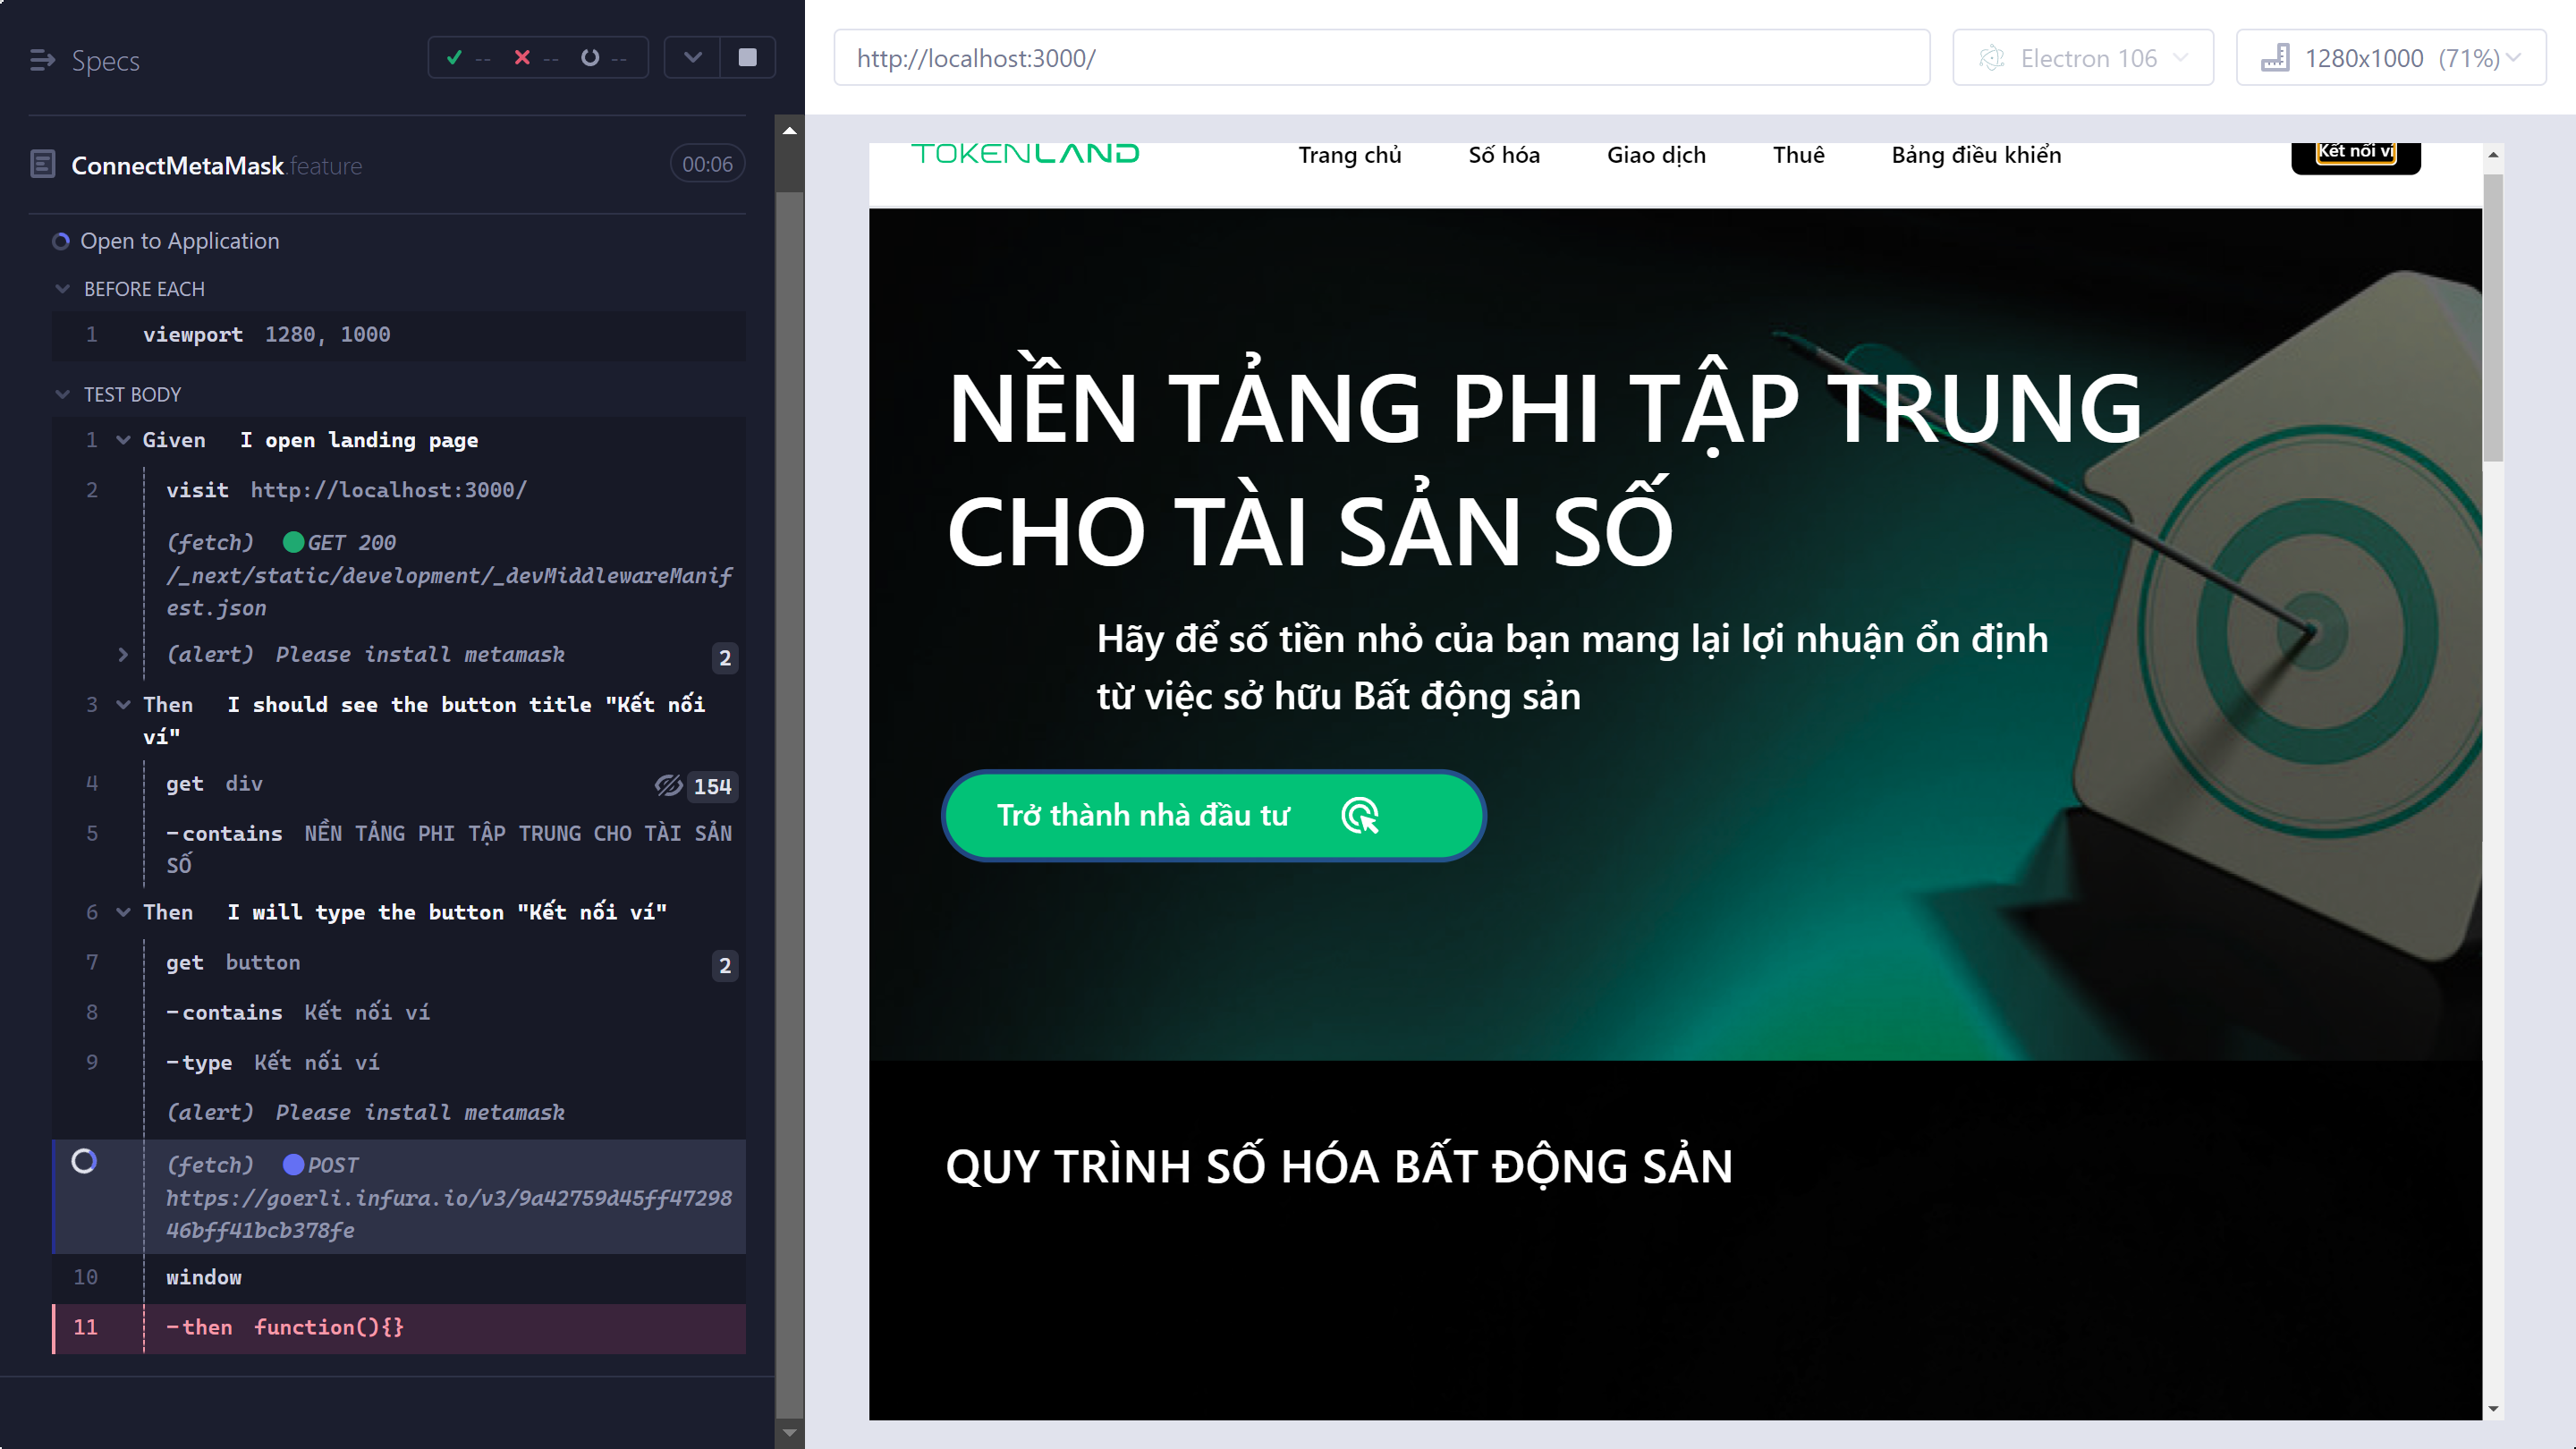 Specs
--
--
--
ConnectMetaMask.feature
00:06
Open to Application
BEFORE EACH
1 viewport 1280, 1000
TEST BODY
1 Given I open landing page
2 visit http://localhost:3000/
(fetch) GET 200
/_next/static/development/_devMiddlewareManif
est.json
(alert) Please install metamask 2
3 Then I should see the button title "Kết nối
ví"
4 get div 154
5 -contains NỀN TẢNG PHI TẬP TRUNG CHO TÀI SẢN
SỐ
6 Then I will type the button "Kết nối ví"
7 get button 2
8 -contains Kết nối ví
9 -type Kết nối ví
(alert) Please install metamask
(fetch) POST
https://goerli.infura.io/v3/9a42759d45ff47298
46bff41bcb378fe
10 window
11 -then function(){}
http://localhost:3000/
Electron 106
1280x1000 (71%)
TOKENLAND
Trang chủ
Số hóa
Giao dịch
Thuê
Bảng điều khiển
Kết nối ví
NỀN TẢNG PHI TẬP TRUNG
CHO TÀI SẢN SỐ
Hãy để số tiền nhỏ của bạn mang lại lợi nhuận ổn định
từ việc sở hữu Bất động sản
Trở thành nhà đầu tư
QUY TRÌNH SỐ HÓA BẤT ĐỘNG SẢN